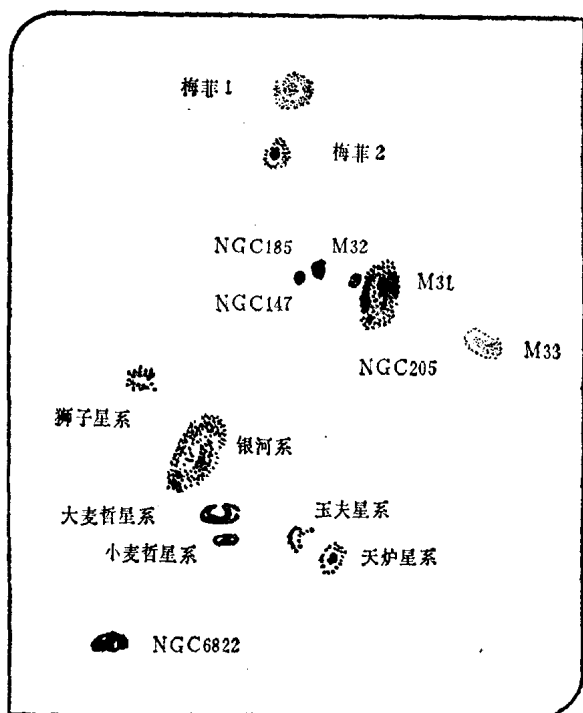 梅菲1
梅菲2
NGC185 M32
M31
NGC147
M33
NGC205
狮子星系
银河系
大麦哲星系 玉夫星系
小麦哲星系 天炉星系
NGC6822